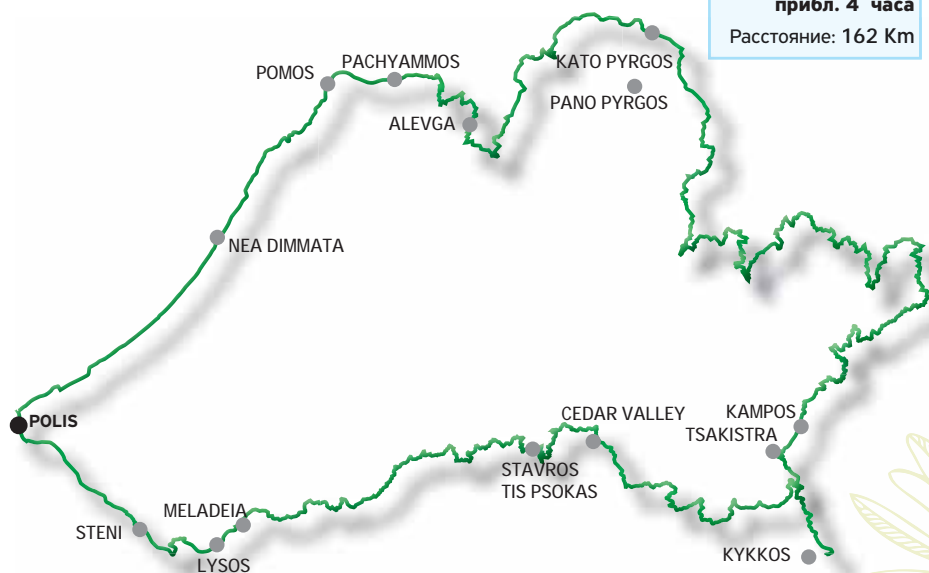 прибл. 4 часа
Расстояние: 162 Km
KATO PYRGOS
PACHYAMMOS
POMOS
PANO PYRGOS
ALEVGA
NEA DIMMATA
POLIS
CEDAR VALLEY
KAMPOS
TSAKISTRA
STAVROS
TIS PSOKAS
MELADEIA
STENI
LYSOS
KYKKOS